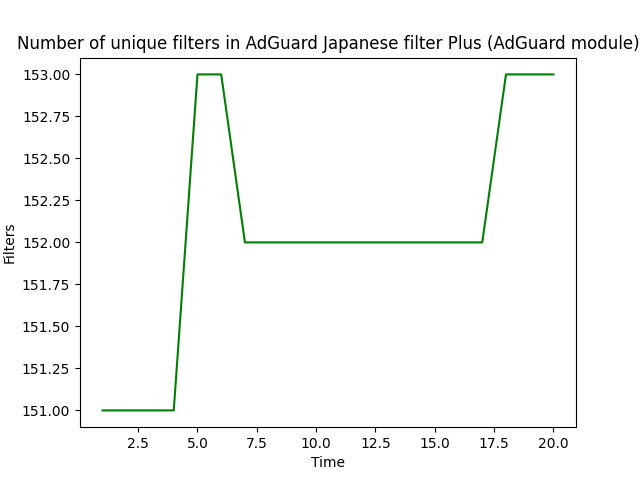 Number of unique filters in AdGuard Japanese filter Plus (AdGuard module)
153.00
152.75
152.50
152.25
152.00
151.75
151.50
151.25
151.00
Filters
2.5 5.0 7.5 10.0 12.5 15.0 17.5 20.0
Time